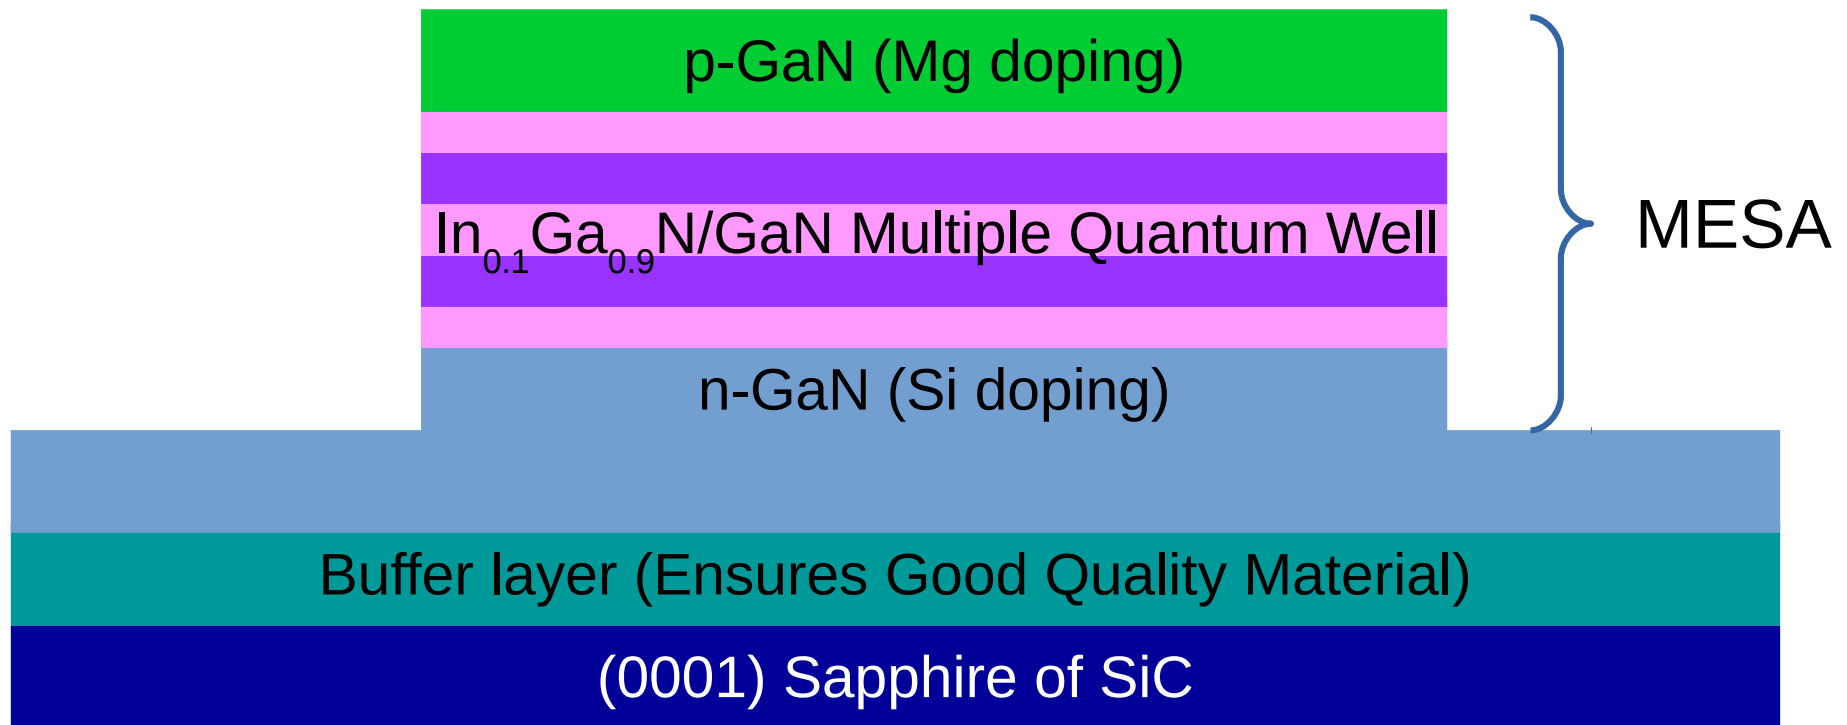 p-GaN (Mg doping)
In0.1Ga0.9N/GaN Multiple Quantum Well
MESA
n-GaN (Si doping)
Buffer layer (Ensures Good Quality Material)
(0001) Sapphire of SiC